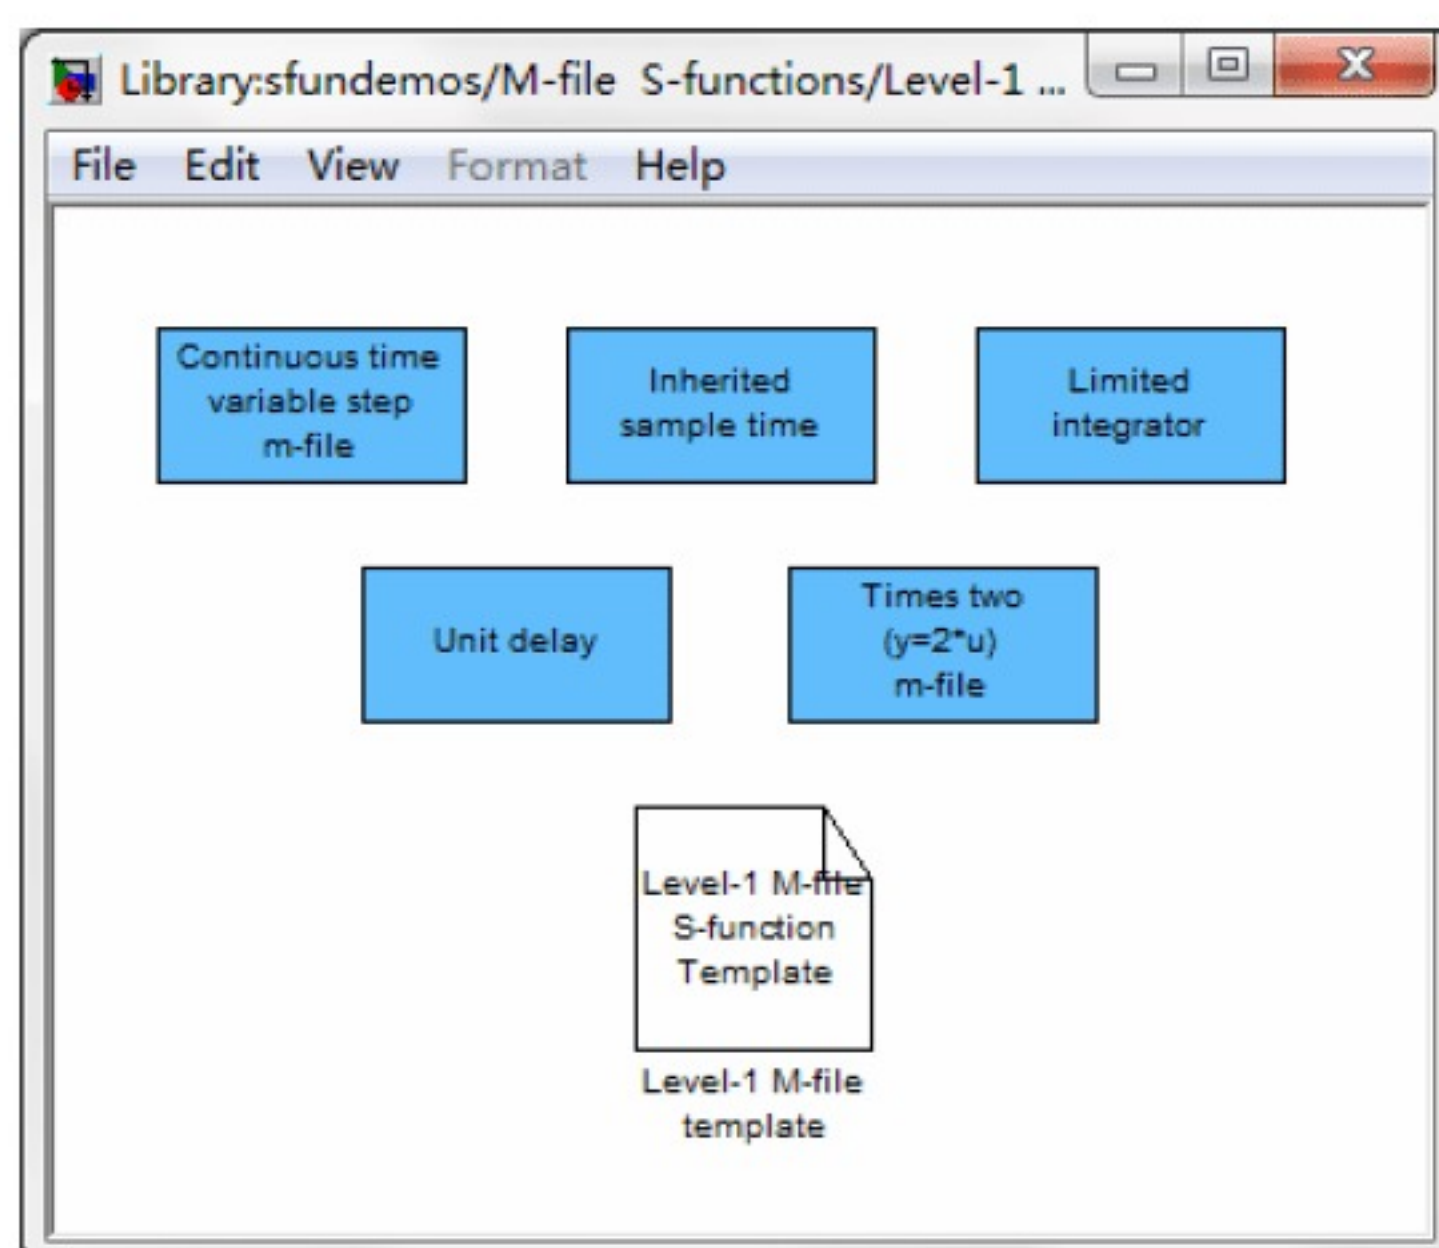 Library:sfundemos/M-file S-functions/Level-1 ...
File Edit View Format Help
Continuous time
variable step
m-file
Inherited
sample time
Limited
integrator
Unit delay
Times two
(y=2*u)
m-file
Level-1 M-file
S-function
Template
Level-1 M-file
template